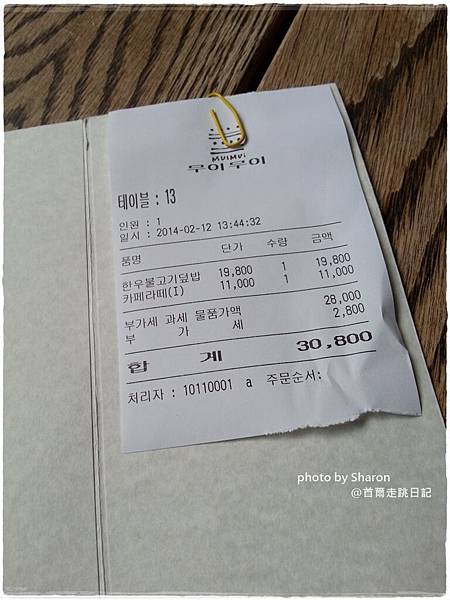 MUIMUI
무이무이
테이블 : 13
인원 : 1
일시 : 2014-02-12 13:44:32
품명 단가 수량 금액
한우불고기덮밥 19,800 1 19,800
카페라떼(I) 11,000 1 11,000
부가세 과세 물품가액 28,000
부 가 세 2,800
합 계 30,800
처리자 : 10110001 a 주문순서:
photo by Sharon
@首爾走跳日記